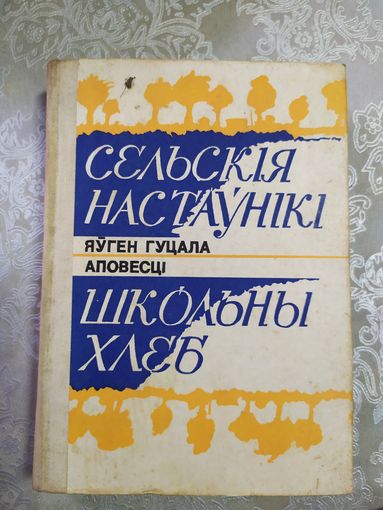 СЕЛЬСКІЯ
НАСТАЎНІКІ
ЯЎГЕН ГУЦАЛА
АПОВЕСЦІ
ШКОЛЬНЫ
ХЛЕБ